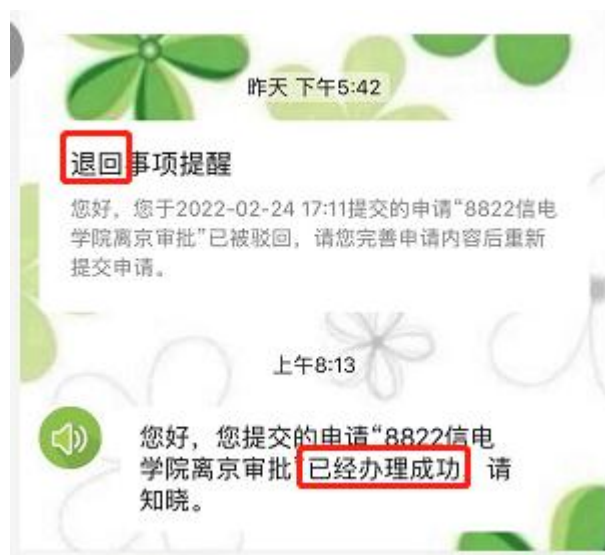 昨天 下午5:42
退回事项提醒
您好，您于2022-02-24 17:11提交的申请“8822信电
学院离京审批”已被驳回，请您完善申请内容后重新
提交申请。
上午8:13
您好，您提交的申请“8822信电
学院离京审批”已经办理成功 请
知晓。